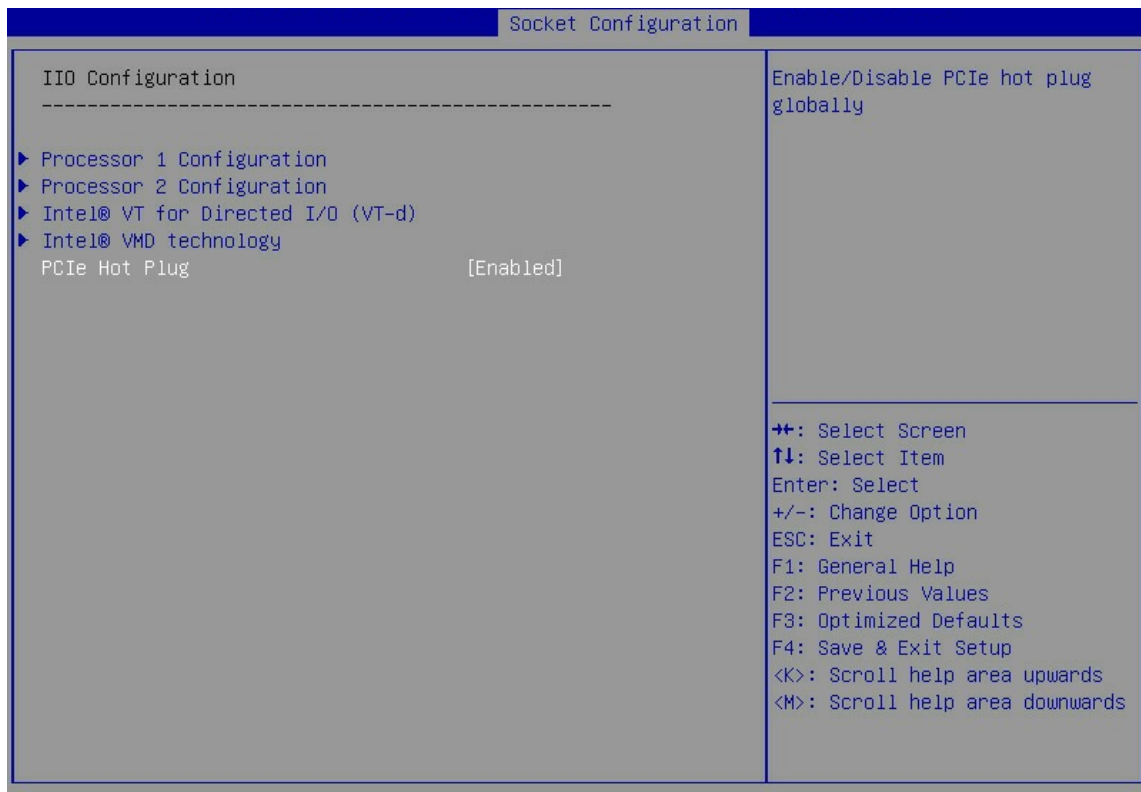 Socket Configuration
IIO Configuration
--------------------------------------------------
Processor 1 Configuration
Processor 2 Configuration
Intel® VT for Directed I/O (VT-d)
Intel® VMD technology
PCIe Hot Plug [Enabled]
Enable/Disable PCIe hot plug
globally
→←: Select Screen
↑↓: Select Item
Enter: Select
+/-: Change Option
ESC: Exit
F1: General Help
F2: Previous Values
F3: Optimized Defaults
F4: Save & Exit Setup
<K>: Scroll help area upwards
<M>: Scroll help area downwards